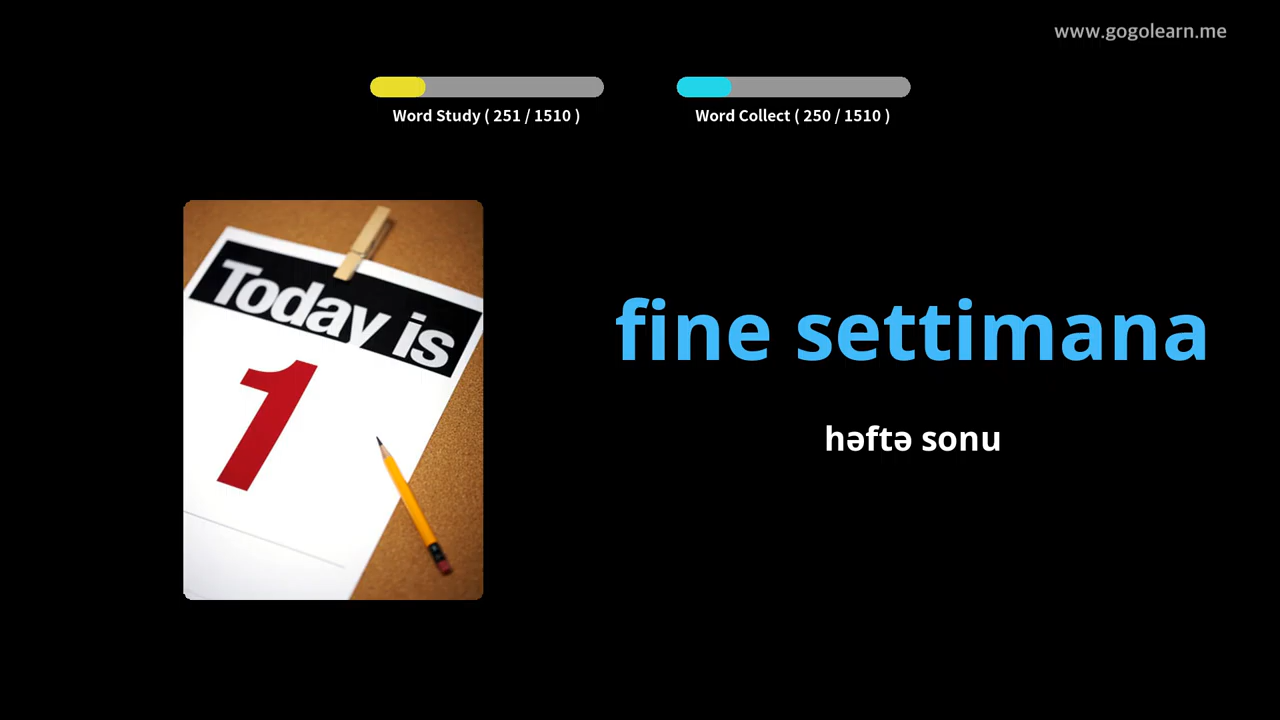 www.gogolearn.me
Word Study ( 251 / 1510 )
Word Collect ( 250 / 1510 )
Today is
1
fine settimana
həftə sonu